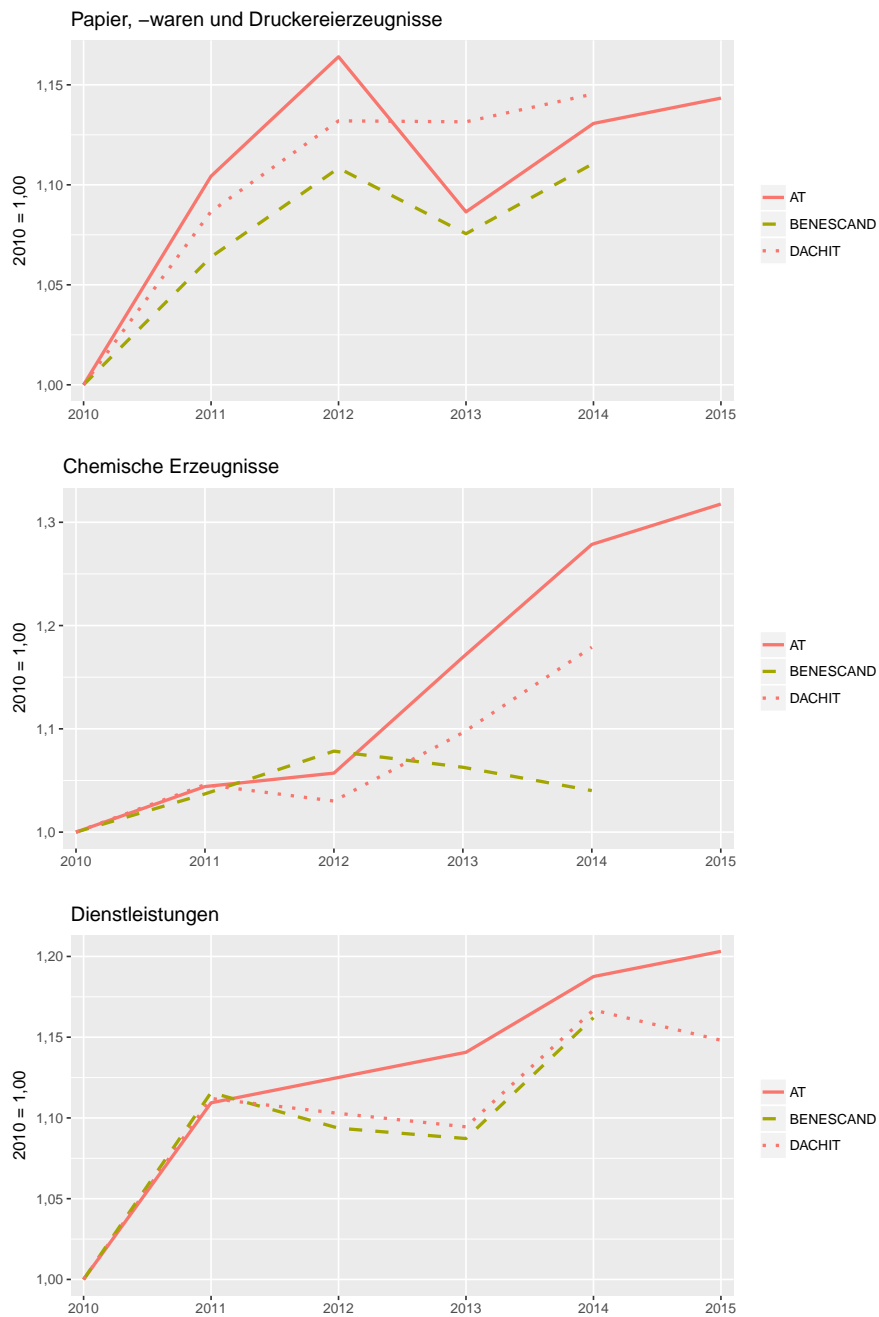 Papier, −waren und Druckereierzeugnisse
1,15
1,10
1,05
1,00
2010 = 1,00
2010 2011 2012 2013 2014 2015
AT
BENESCAND
DACHIT
Chemische Erzeugnisse
1,3
1,2
1,1
1,0
2010 = 1,00
2010 2011 2012 2013 2014 2015
AT
BENESCAND
DACHIT
Dienstleistungen
1,20
1,15
1,10
1,05
1,00
2010 = 1,00
2010 2011 2012 2013 2014 2015
AT
BENESCAND
DACHIT